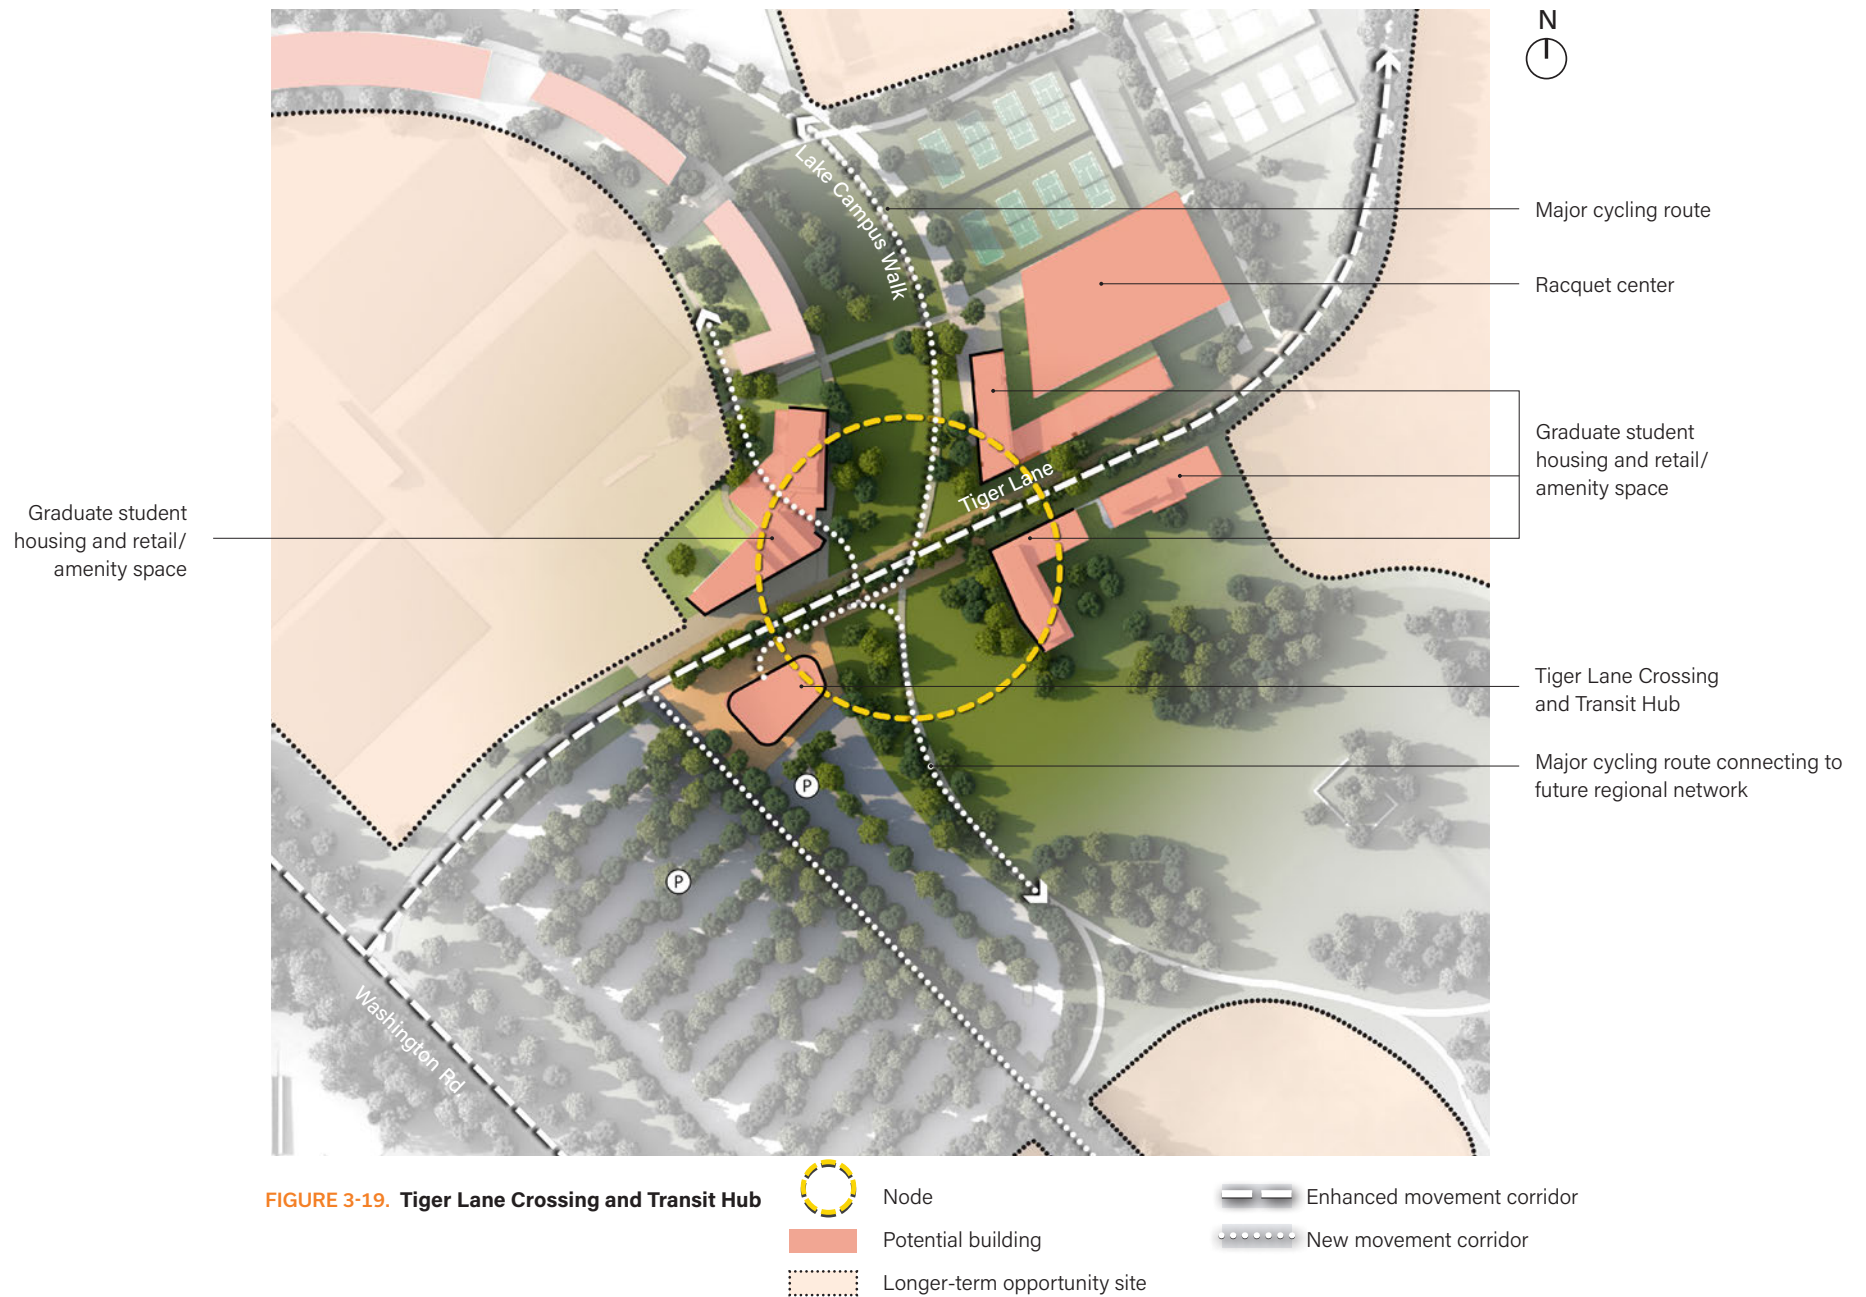 N
Lake Campus Walk
Major cycling route
Racquet center
Tiger Lane
Graduate student
housing and retail/
amenity space
Graduate student
housing and retail/
amenity space
Tiger Lane Crossing
and Transit Hub
Major cycling route connecting to
future regional network
P
P
Washington Rd.
FIGURE 3-19. Tiger Lane Crossing and Transit Hub
Node
Potential building
Longer-term opportunity site
Enhanced movement corridor
New movement corridor